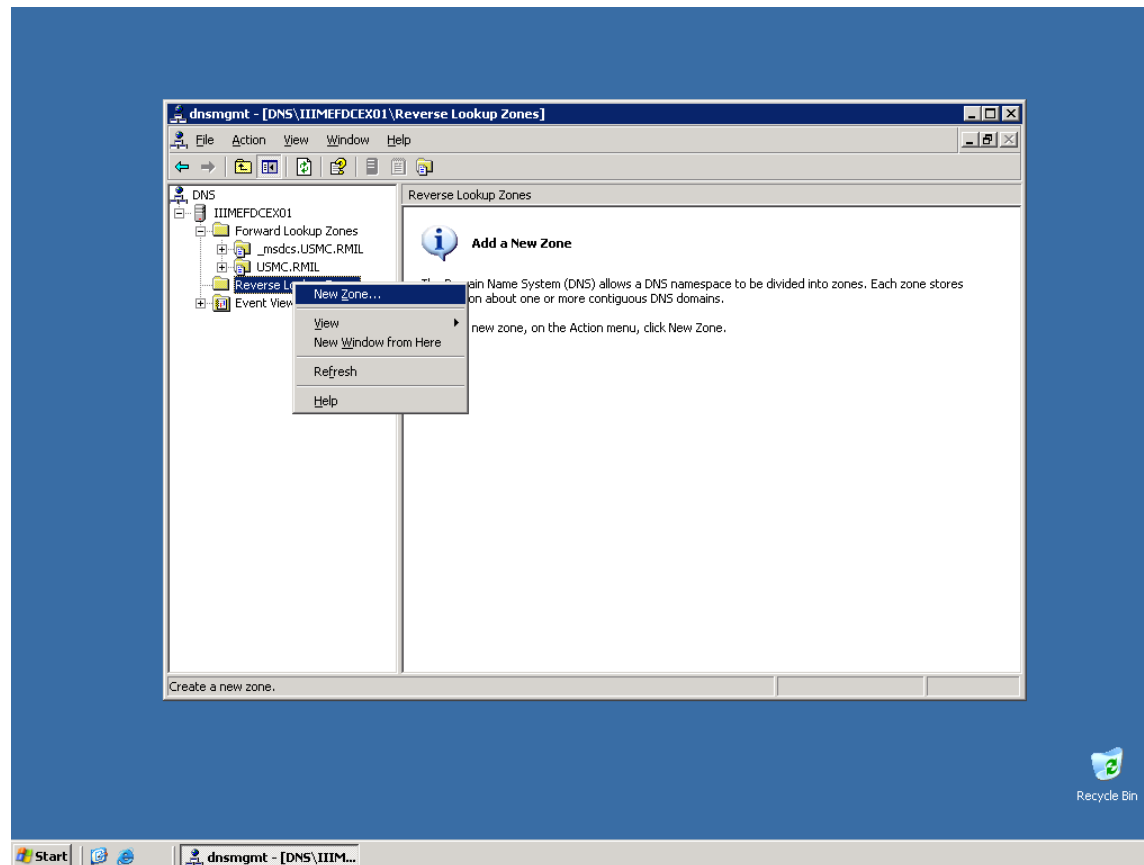 dnsmgmt - [DNS\IIIMEFDCEX01\Reverse Lookup Zones]
File Action View Window Help
DNS
IIIMEFDCEX01
Forward Lookup Zones
_msdcs.USMC.RMIL
USMC.RMIL
Reverse
Event View
New Zone...
View
New Window from Here
Refresh
Help
Reverse Lookup Zones
Add a New Zone
Name System (DNS) allows a DNS namespace to be divided into zones. Each zone stores
about one or more contiguous DNS domains.
new zone, on the Action menu, click New Zone.
Create a new zone.
Recycle Bin
Start
dnsmgmt - [DNS\IIIM...